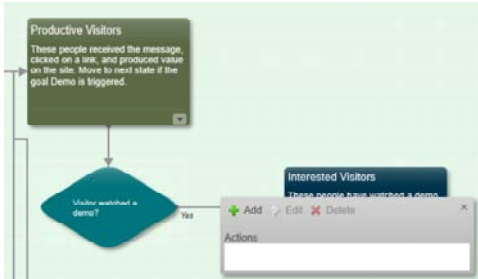 Productive Visitors
These people received the message,
clicked on a link, and produced value
on the site. Move to next state if the
goal Demo is triggered.
Visitor watched a
demo?
Yes
Interested Visitors
These people have watched a demo
Add Edit Delete ×
Actions